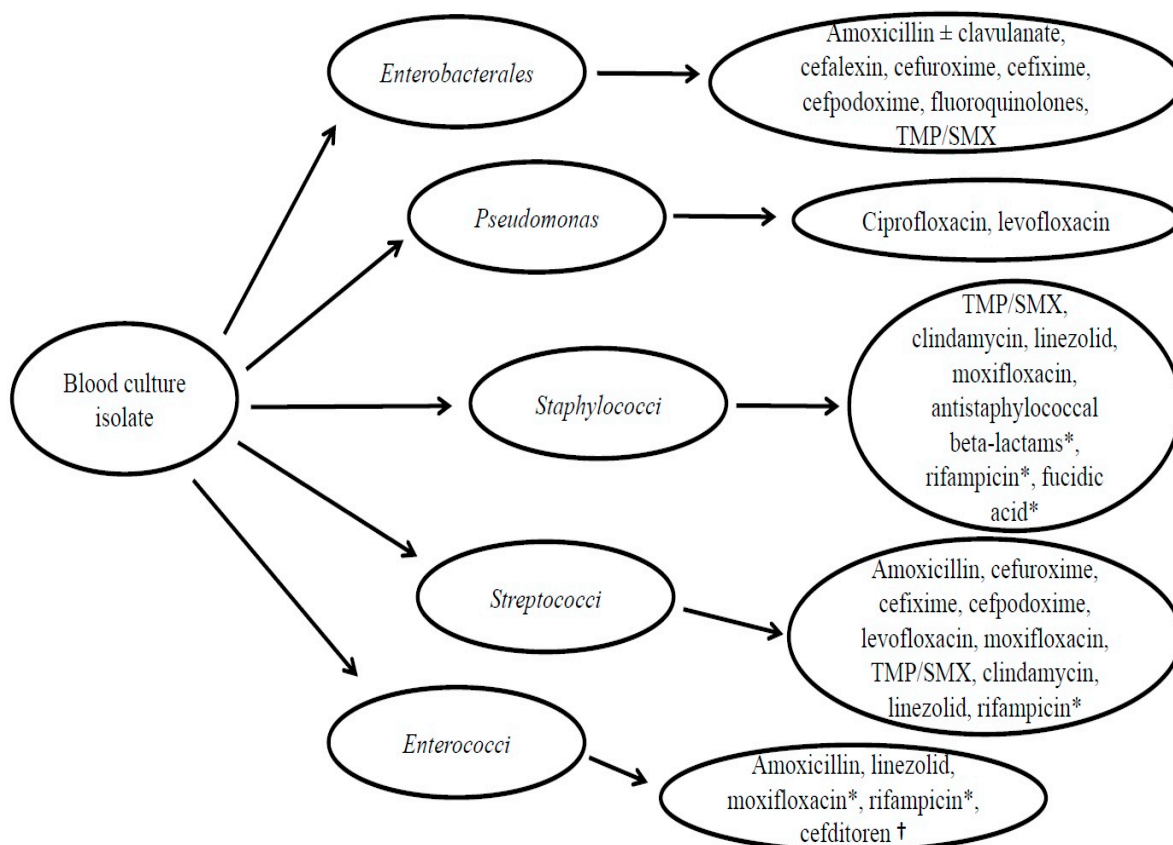 Enterobacterales
Amoxicillin ± clavulanate,
cefalexin, cefuroxime, cefixime,
cefpodoxime, fluoroquinolones,
TMP/SMX
Pseudomonas
Ciprofloxacin, levofloxacin
Blood culture
isolate
Staphylococci
TMP/SMX,
clindamycin, linezolid,
moxifloxacin,
antistaphylococcal
beta-lactams*,
rifampicin*, fucidic
acid*
Streptococci
Amoxicillin, cefuroxime,
cefixime, cefpodoxime,
levofloxacin, moxifloxacin,
TMP/SMX, clindamycin,
linezolid, rifampicin*
Enterococci
Amoxicillin, linezolid,
moxifloxacin*, rifampicin*,
cefditoren †